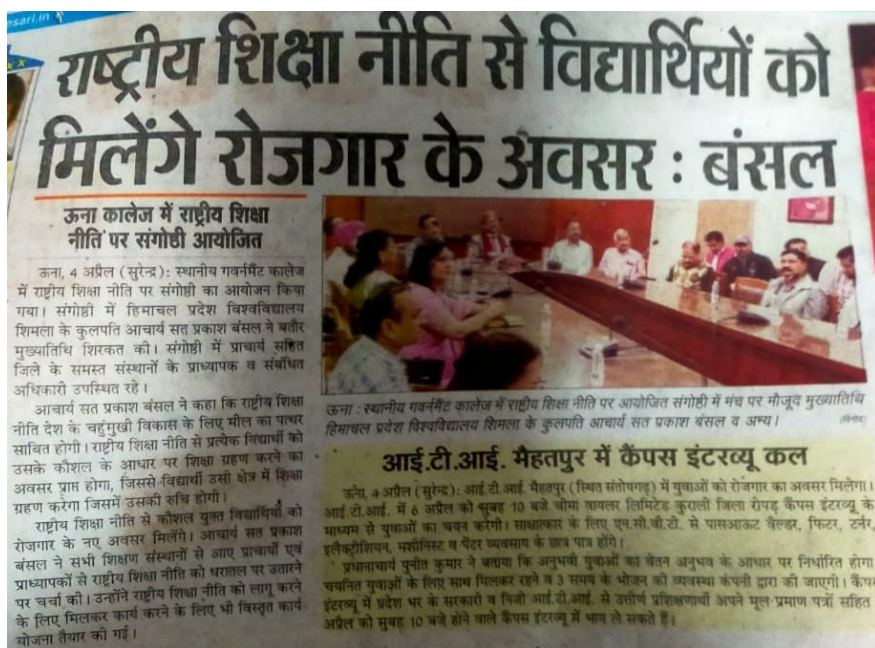 sari.in
राष्ट्रीय शिक्षा नीति से विद्यार्थियों को
मिलेंगे रोजगार के अवसर : बंसल
ऊना कालेज में राष्ट्रीय शिक्षा
नीति पर संगोष्ठी आयोजित
ऊना, 4 अप्रैल (सुरेन्द्र): स्थानीय गवर्नमैंट कालेज
में राष्ट्रीय शिक्षा नीति पर संगोष्ठी का आयोजन किया
गया। संगोष्ठी में हिमाचल प्रदेश विश्वविद्यालय
शिमला के कुलपति आचार्य सत प्रकाश बंसल ने बतौर
मुख्यातिथि शिरकत की। संगोष्ठी में प्राचार्य सहित
जिले के समस्त संस्थानों के प्राध्यापक व संबंधित
अधिकारी उपस्थित रहे।
आचार्य सत प्रकाश बंसल ने कहा कि राष्ट्रीय शिक्षा
नीति देश के चहुंमुखी विकास के लिए मील का पत्थर
साबित होगी। राष्ट्रीय शिक्षा नीति से प्रत्येक विद्यार्थी को
उसके कौशल के आधार पर शिक्षा ग्रहण करने का
अवसर प्राप्त होगा, जिससे विद्यार्थी उसी क्षेत्र में शिक्षा
ग्रहण करेगा जिसमें उसकी रुचि होगी।
राष्ट्रीय शिक्षा नीति से कौशल युक्त विद्यार्थियों को
रोजगार के नए अवसर मिलेंगे। आचार्य सत प्रकाश
बंसल ने सभी शिक्षण संस्थानों से आए प्राचार्यों एवं
प्राध्यापकों से राष्ट्रीय शिक्षा नीति को धरातल पर उतारने
पर चर्चा की। उन्होंने राष्ट्रीय शिक्षा नीति को लागू करने
के लिए मिलकर कार्य करने के लिए भी विस्तृत कार्य
योजना तैयार की गई।
ऊना : स्थानीय गवर्नमैंट कालेज में राष्ट्रीय शिक्षा नीति पर आयोजित संगोष्ठी में मंच पर मौजूद मुख्यातिथि
हिमाचल प्रदेश विश्वविद्यालय शिमला के कुलपति आचार्य सत प्रकाश बंसल व अन्य।
आई.टी.आई. मैहतपुर में कैंपस इंटरव्यू कल
ऊना, 4 अप्रैल (सुरेन्द्र): आई.टी.आई. मैहतपुर (स्थित संतोषगढ़) में युवाओं को रोजगार का अवसर मिलेगा।
आई.टी.आई. में 6 अप्रैल को सुबह 10 बजे चीमा वायलर लिमिटेड कुराली जिला रोपड़ कैंपस इंटरव्यू के
माध्यम से युवाओं का चयन करेगी। साक्षात्कार के लिए एन.सी.वी.टी. से पासआऊट वैल्डर, फिटर, टर्नर,
इलैक्ट्रीशियन, मशीनिस्ट व पेंटर व्यवसाय के छात्र पात्र होंगे।
प्रधानाचार्य पुनीत कुमार ने बताया कि अनुभवी युवाओं का वेतन अनुभव के आधार पर निर्धारित होगा
चयनित युवाओं के लिए साथ मिलकर रहने व 3 समय के भोजन की व्यवस्था कंपनी द्वारा की जाएगी। कैंपस
इंटरव्यू में प्रदेश भर के सरकारी व निजी आई.टी.आई. से उत्तीर्ण प्रशिक्षणार्थी अपने मूल प्रमाण पत्रों सहित
अप्रैल को सुबह 10 बजे होने वाले कैंपस इंटरव्यू में भाग ले सकते हैं।